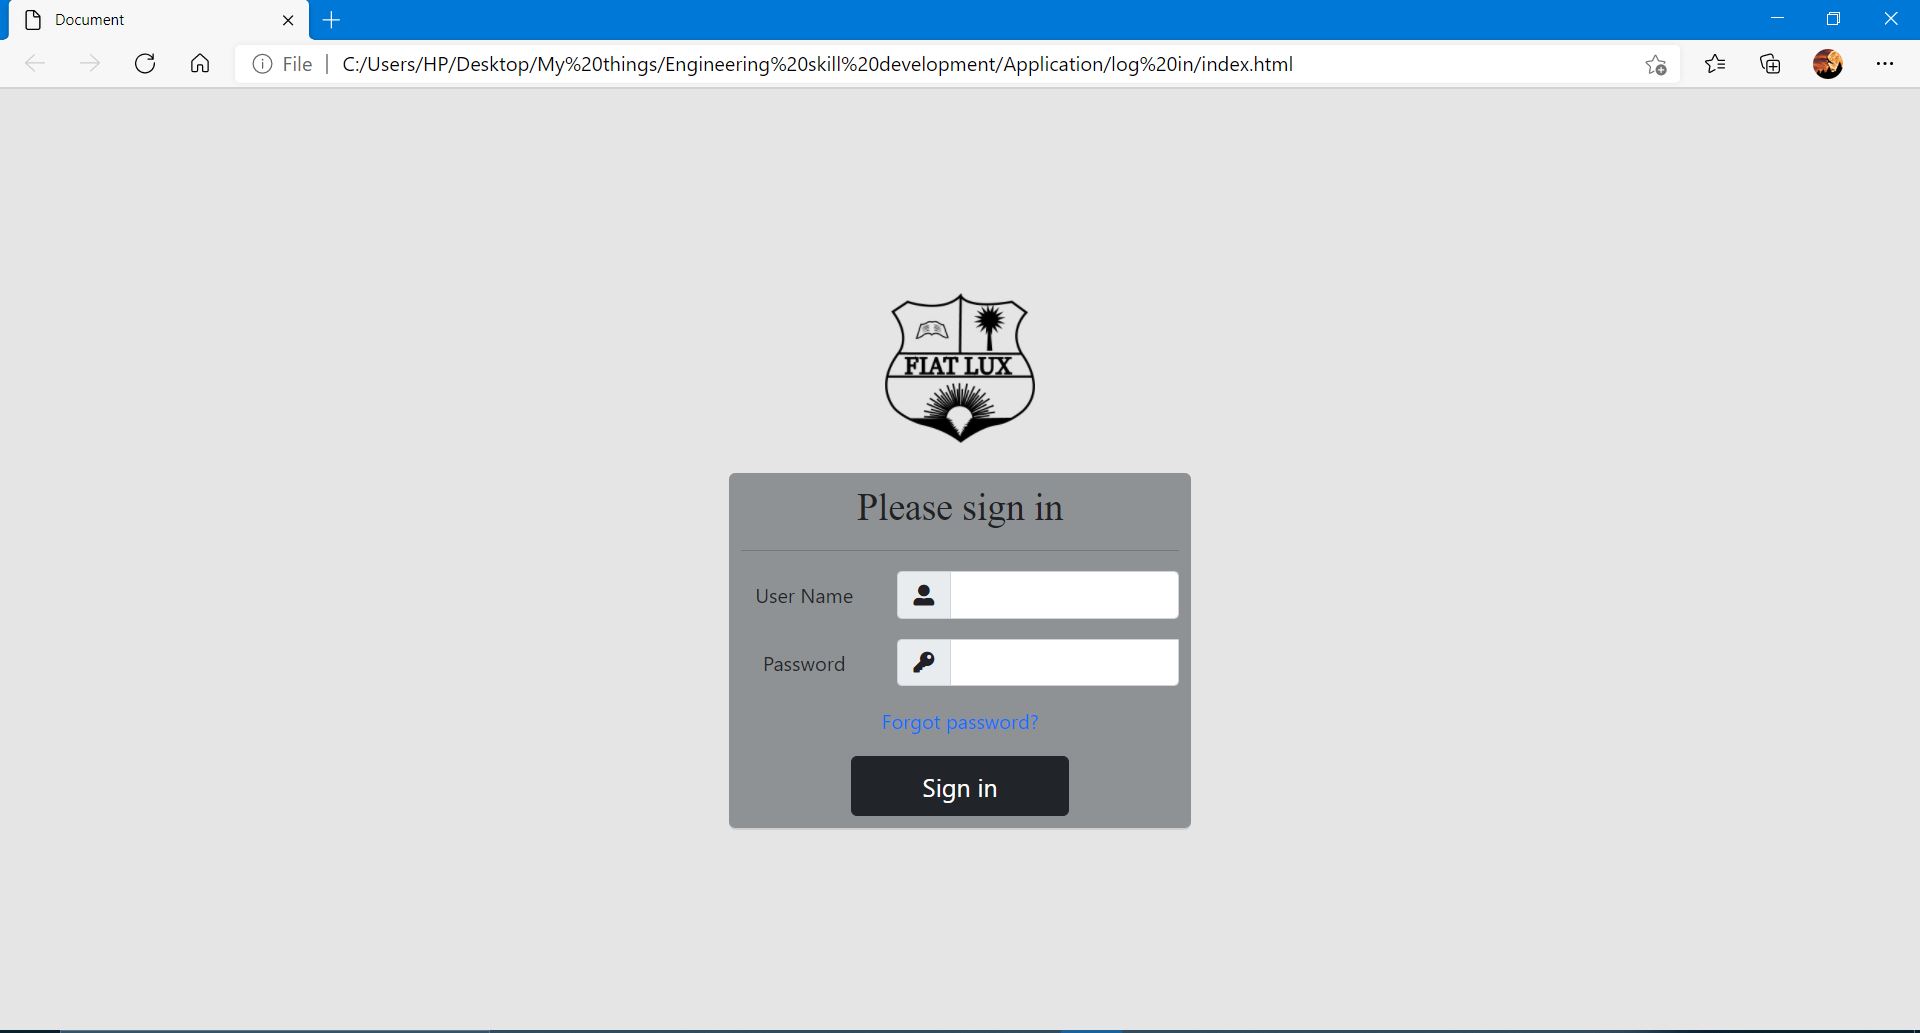 Document
File
C:/Users/HP/Desktop/My%20things/Engineering%20skill%20development/Application/log%20in/index.html
FIAT LUX
Please sign in
User Name
Password
Forgot password?
Sign in